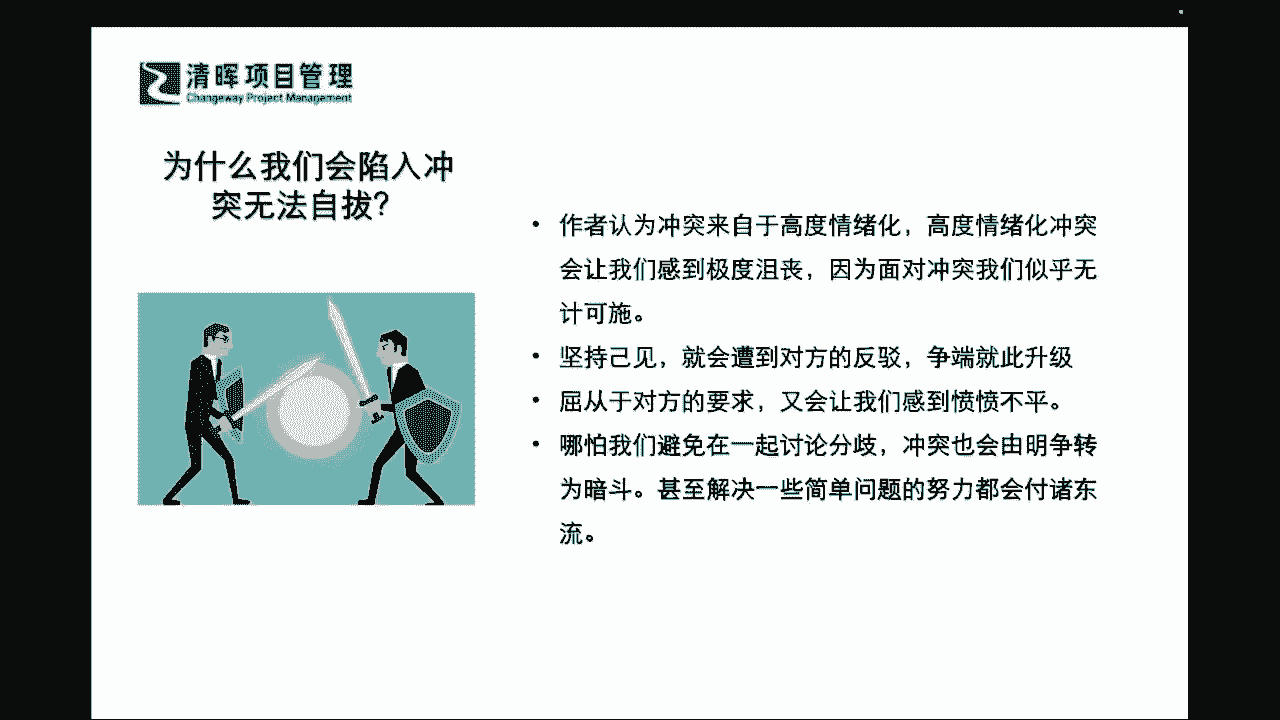 清晖项目管理
Changeway Project Management
为什么我们会陷入冲
突无法自拔?
• 作者认为冲突来自于高度情绪化，高度情绪化冲突
会让我们感到极度沮丧，因为面对冲突我们似乎无
计可施。
• 坚持己见，就会遭到对方的反驳，争端就此升级
• 屈从于对方的要求，又会让我们感到愤愤不平。
• 哪怕我们避免在一起讨论分歧，冲突也会由明争转
为暗斗。甚至解决一些简单问题的努力都会付诸东
流。